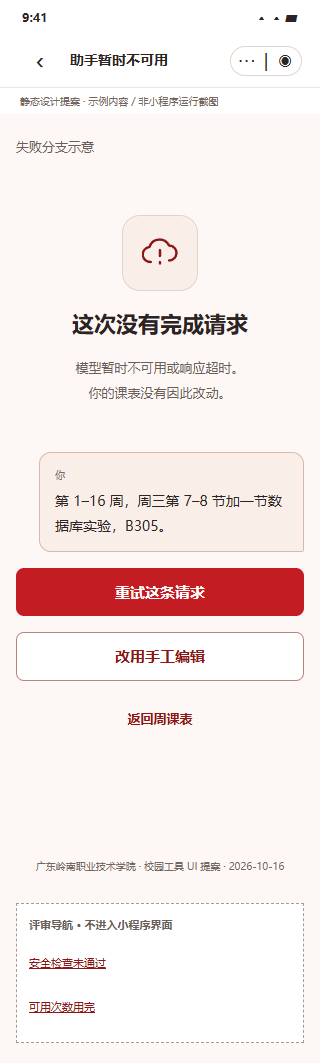 9:41
助手暂时不可用
静态设计提案 · 示例内容 / 非小程序运行截图
失败分支示意
这次没有完成请求
模型暂时不可用或响应超时。
你的课表没有因此改动。
你
第 1–16 周，周三第 7–8 节加一节数
据库实验，B305。
重试这条请求
改用手工编辑
返回周课表
广东岭南职业技术学院 · 校园工具 UI 提案 · 2026-10-16
评审导航 · 不进入小程序界面
安全检查未通过
可用次数用完